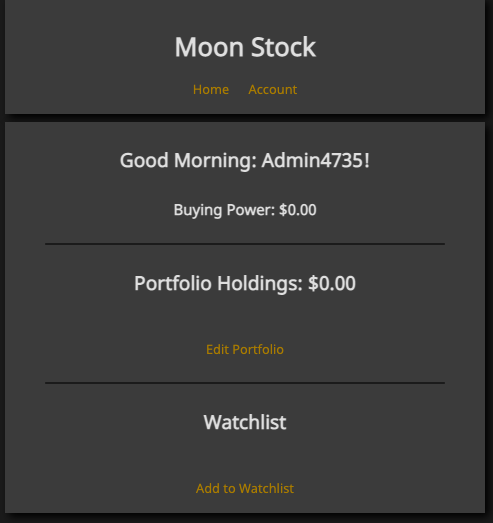 Moon Stock
Home Account
Good Morning: Admin4735!
Buying Power: $0.00
Portfolio Holdings: $0.00
Edit Portfolio
Watchlist
Add to Watchlist